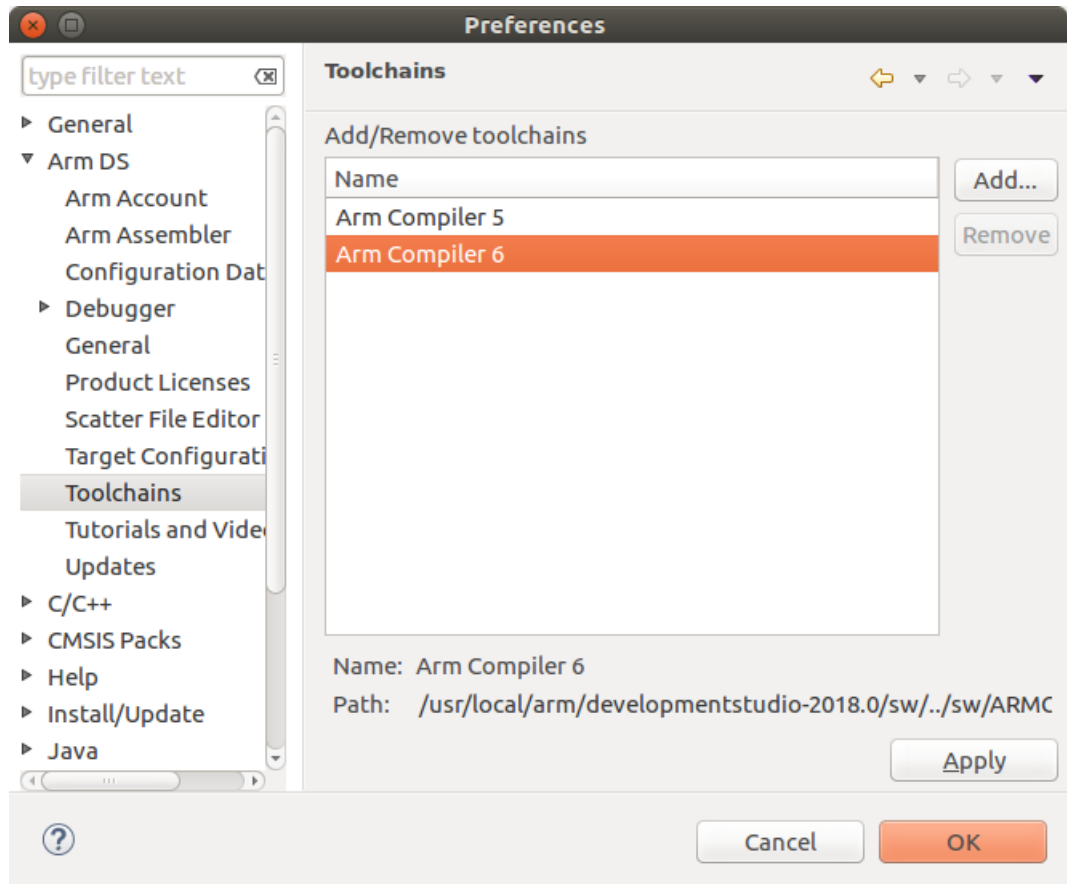 Preferences
type filter text
General
Arm DS
Arm Account
Arm Assembler
Configuration Dat
Debugger
General
Product Licenses
Scatter File Editor
Target Configurati
Toolchains
Tutorials and Vide
Updates
C/C++
CMSIS Packs
Help
Install/Update
Java
Toolchains
Add/Remove toolchains
Name
Arm Compiler 5
Arm Compiler 6
Add...
Remove
Name: Arm Compiler 6
Path: /usr/local/arm/developmentstudio-2018.0/sw/../sw/ARMC
Apply
?
Cancel
OK